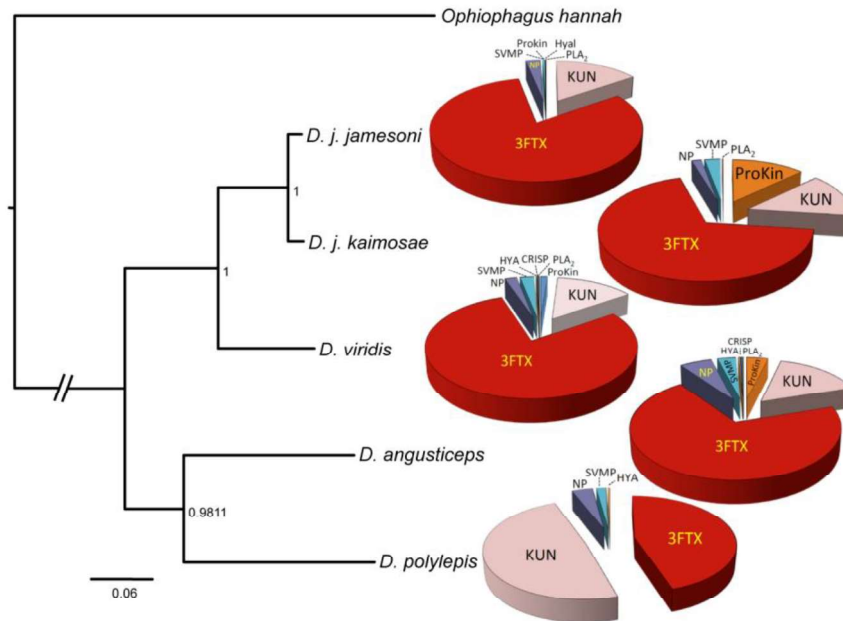 Ophiophagus hannah
Prokin Hyal
SVMP PLA2
NP KUN
3FTX
D. j. jamesoni
SVMP PLA2
NP ProKin
KUN
3FTX
1
D. j. kaimosae
HYA CRISP PLA2
SVMP ProKin
NP KUN
3FTX
1
D. viridis
CRISP
HYA PLA2
NP SVMP ProKin KUN
3FTX
D. angusticeps
SVMP HYA
NP
3FTX
KUN
0.9811
D. polylepis
0.06